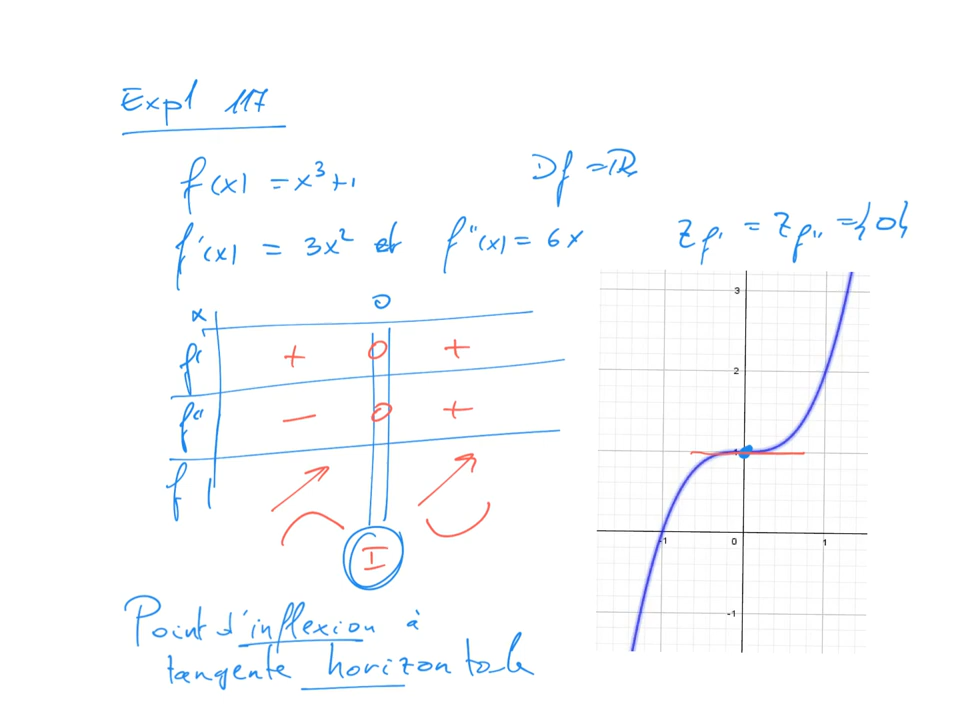 Expl 117
f(x) = x³+1 Df = ℝ
f'(x) = 3x² et f''(x) = 6x Zf' = Zf'' = {0}
x 0
f' + 0 +
f'' - 0 +
f
I
Point d'inflexion à
tangente horizontale
3
2
1
-1 0 1
-1